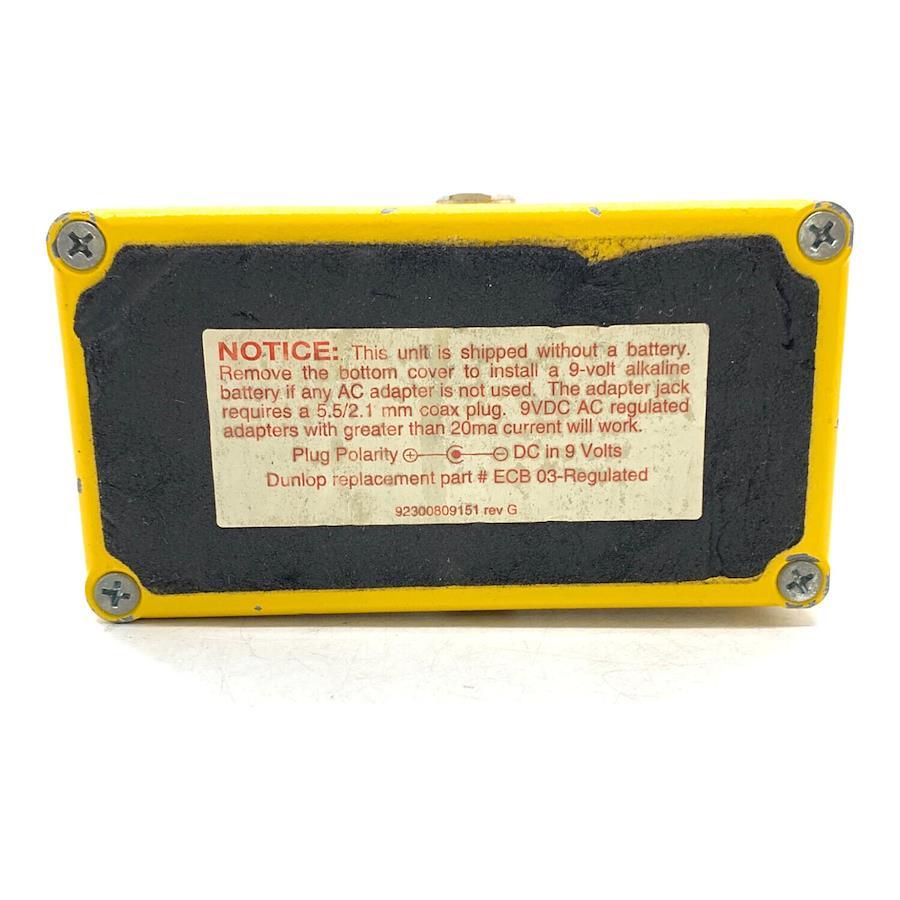 NOTICE: This unit is shipped without a battery.
Remove the bottom cover to install a 9-volt alkaline
battery if any AC adapter is not used. The adapter jack
requires a 5.5/2.1 mm coax plug. 9VDC AC regulated
adapters with greater than 20ma current will work.
Plug Polarity ⊕ ⊖ DC in 9 Volts
Dunlop replacement part # ECB 03-Regulated
92300809151 rev G